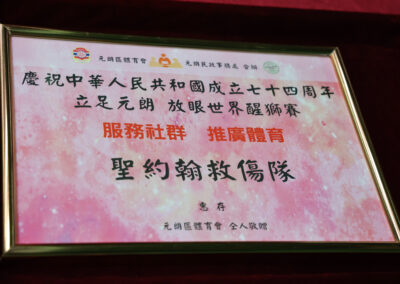 元朗區體育會 元朗民政事務處 合辦
慶祝中華人民共和國成立七十四周年
立足元朗 放眼世界醒獅賽
服務社群 推廣體育
聖約翰救傷隊
惠存
元朗區體育會 仝人敬贈